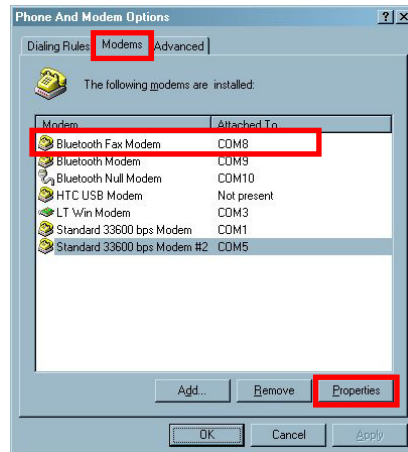 Phone And Modem Options ? X
Dialing Rules Modems Advanced
The following modems are installed:
Modem Attached To
Bluetooth Fax Modem COM8
Bluetooth Modem COM9
Bluetooth Null Modem COM10
HTC USB Modem Not present
LT Win Modem COM3
Standard 33600 bps Modem COM1
Standard 33600 bps Modem #2 COM5
Add... Remove Properties
OK Cancel Apply